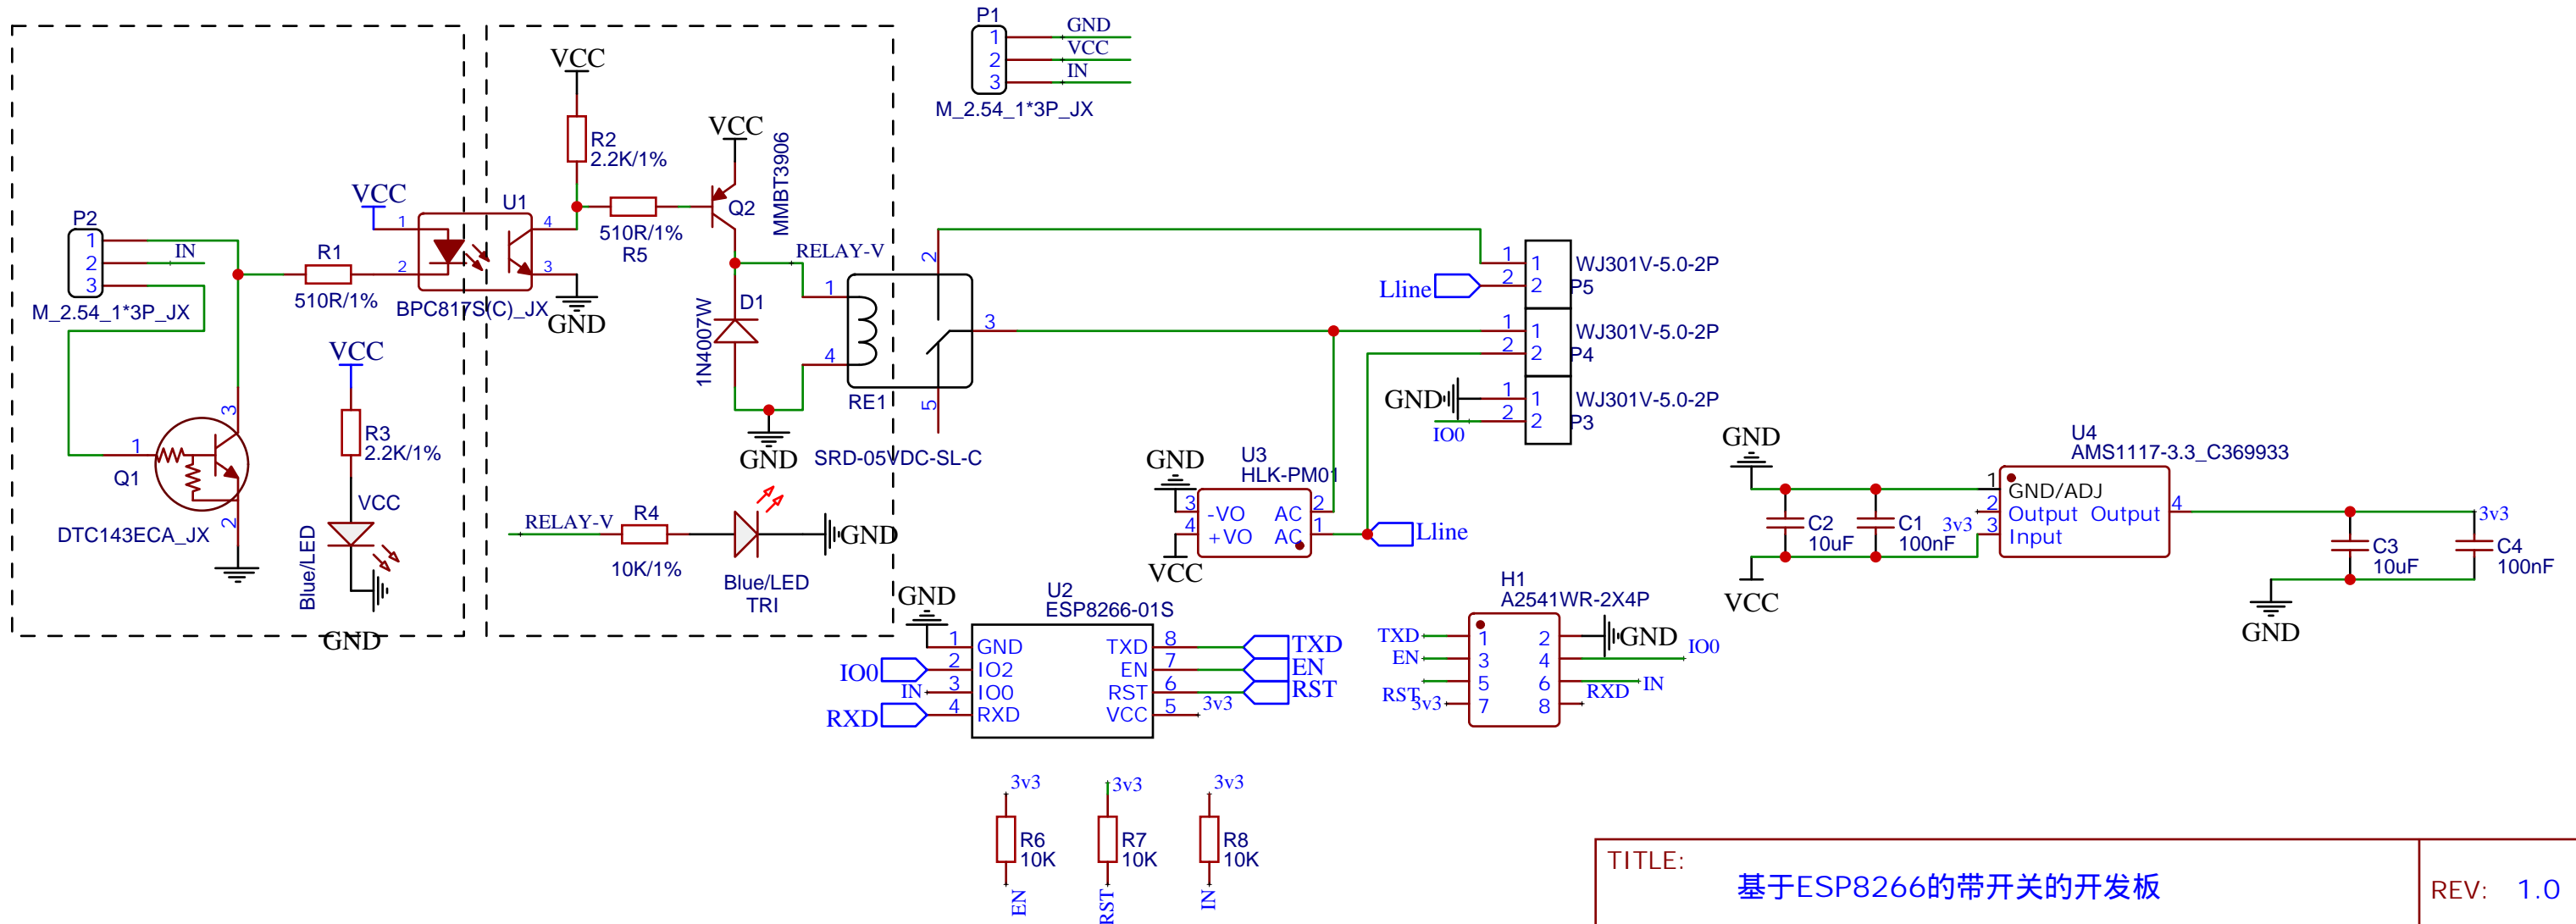 P1
1 GND
2 VCC
3 IN
M_2.54_1*3P_JX
P2
1
2 IN
3
M_2.54_1*3P_JX
R1
510R/1%
VCC
U1
1
2
4
3
BPC817S(C)_JX
GND
VCC
R2
2.2K/1%
510R/1%
R5
VCC
Q2
MMBT3906
RELAY-V
D1
1N4007W
1
4
2
3
5
RE1
SRD-05VDC-SL-C
GND
VCC
R3
2.2K/1%
VCC
Blue/LED
GND
3
1
2
Q1
DTC143ECA_JX
RELAY-V
R4
10K/1%
Blue/LED
TRI
GND
Lline
1 1 WJ301V-5.0-2P
2 2 P5
1 1 WJ301V-5.0-2P
2 2 P4
GND 1 1 WJ301V-5.0-2P
IO0 2 2 P3
U3
HLK-PM01
GND
3 -VO AC 2
4 +VO AC 1
VCC
Lline
U4
AMS1117-3.3_C369933
GND
1 GND/ADJ
2 Output Output 4
3v3 3 Input
C2
10uF
C1
100nF
VCC
3v3
C3
10uF
C4
100nF
GND
U2
ESP8266-01S
GND
1 GND TXD 8 TXD
IO0 2 IO2 EN 7 EN
IN 3 IO0 RST 6 RST
RXD 4 RXD VCC 5 3v3
H1
A2541WR-2X4P
TXD 1 2 GND
EN 3 4 IO0
RST 5 6 RXD IN
3v3 7 8
3v3
R6
10K
EN
3v3
R7
10K
RST
3v3
R8
10K
IN
TITLE:
基于ESP8266的带开关的开发板
REV: 1.0